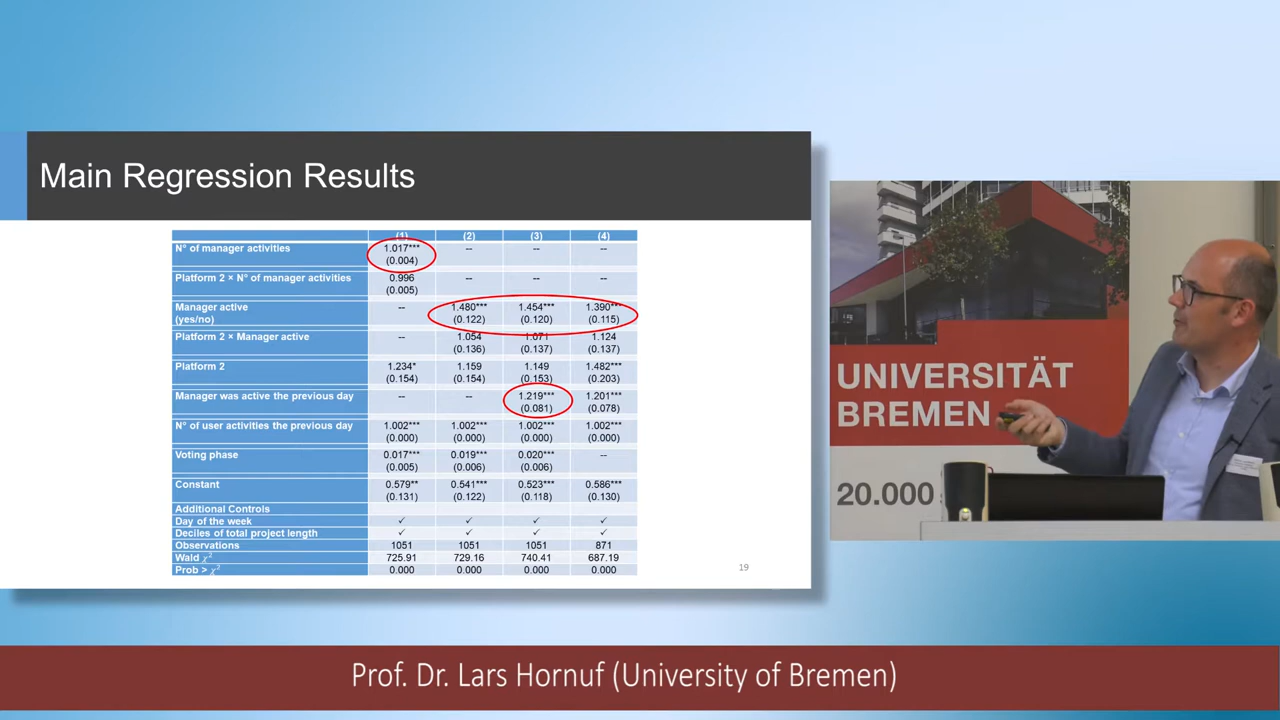 Main Regression Results
(1) (2) (3) (4)
N° of manager activities 1.017*** -- -- --
(0.004)
Platform 2 × N° of manager activities 0.996 -- -- --
(0.005)
Manager active -- 1.480*** 1.454*** 1.390***
(yes/no) (0.122) (0.120) (0.115)
Platform 2 × Manager active -- 1.054 1.071 1.124
(0.136) (0.137) (0.137)
Platform 2 1.234* 1.159 1.149 1.482***
(0.154) (0.154) (0.153) (0.203)
Manager was active the previous day -- -- 1.219*** 1.201***
(0.081) (0.078)
N° of user activities the previous day 1.002*** 1.002*** 1.002*** 1.002***
(0.000) (0.000) (0.000) (0.000)
Voting phase 0.017*** 0.019*** 0.020*** --
(0.005) (0.006) (0.006)
Constant 0.579** 0.541*** 0.523*** 0.586***
(0.131) (0.122) (0.118) (0.130)
Additional Controls
Day of the week ✓ ✓ ✓ ✓
Deciles of total project length ✓ ✓ ✓ ✓
Observations 1051 1051 1051 871
Wald χ² 725.91 729.16 740.41 687.19
Prob > χ² 0.000 0.000 0.000 0.000
19
UNIVERSITÄT
BREMEN
20.000
Prof. Dr. Lars Hornuf (University of Bremen)